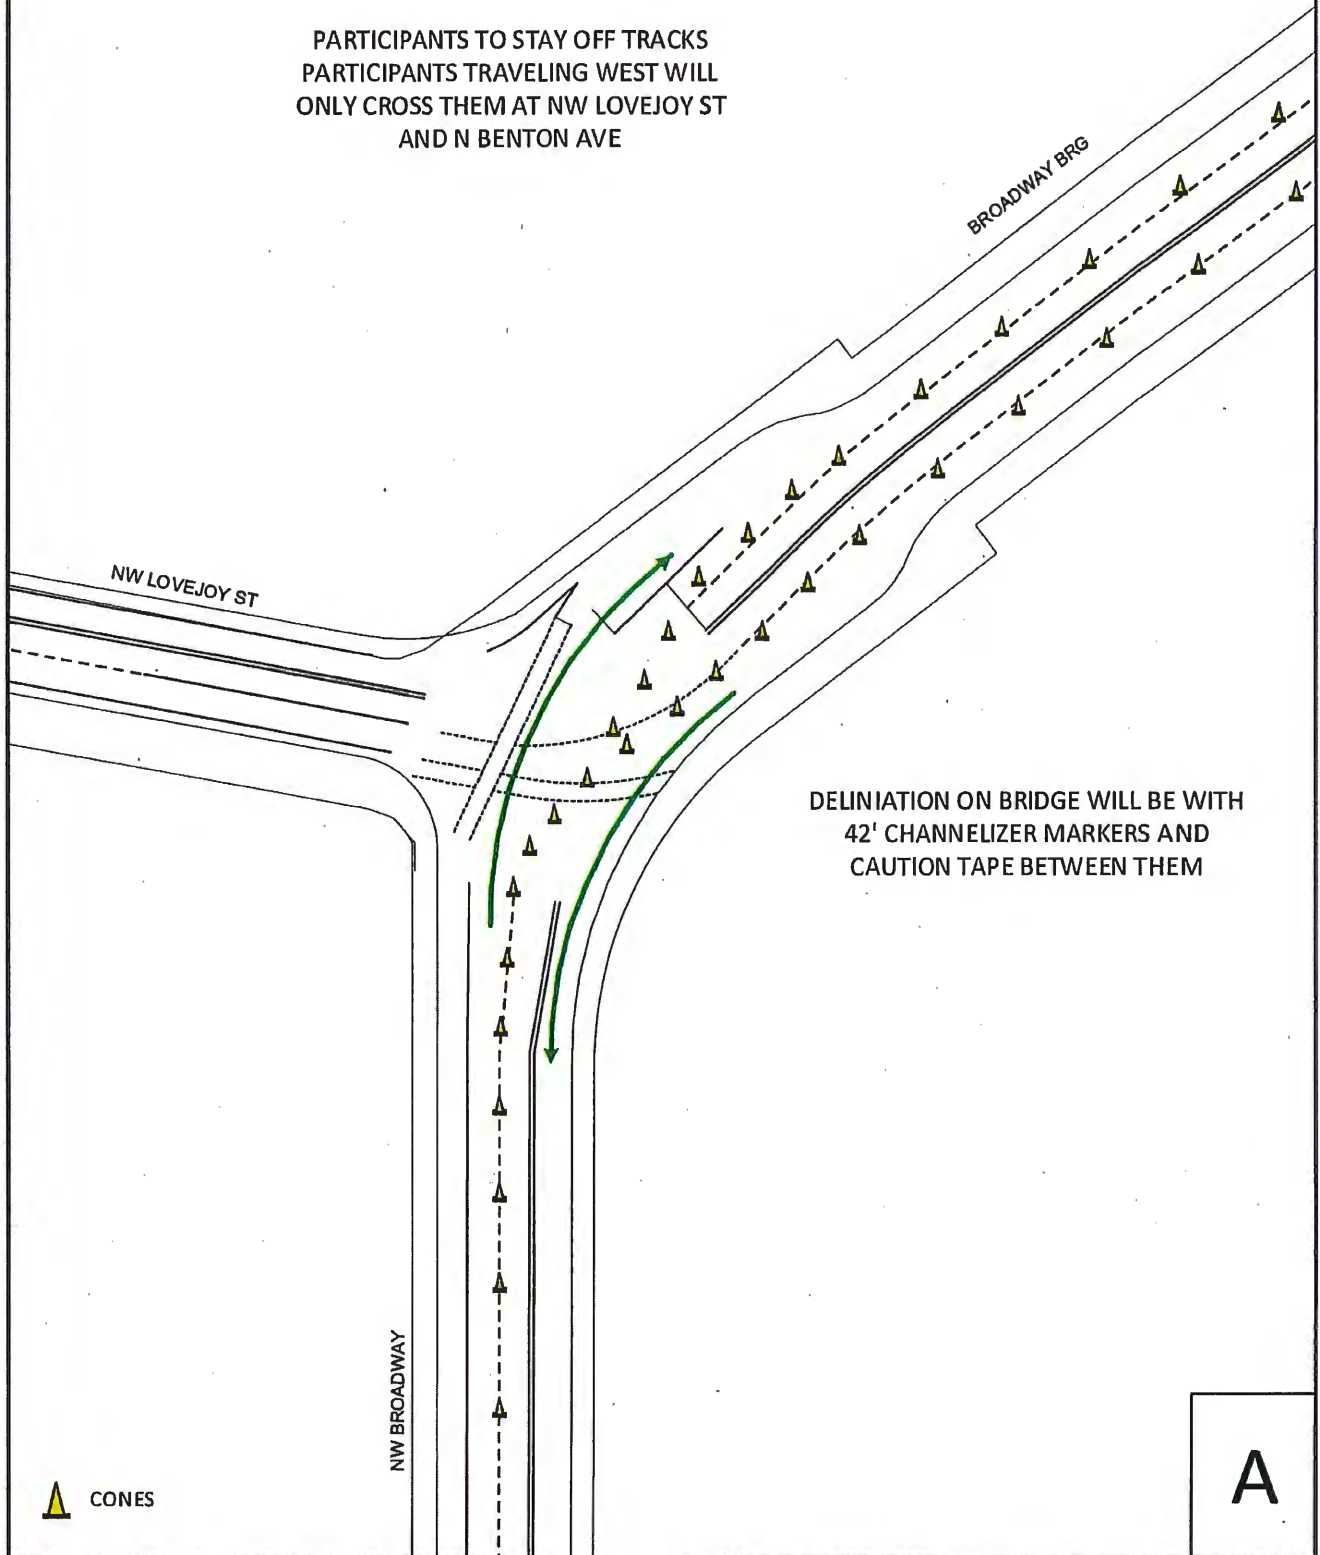 PARTICIPANTS TO STAY OFF TRACKS
PARTICIPANTS TRAVELING WEST WILL
ONLY CROSS THEM AT NW LOVEJOY ST
AND N BENTON AVE
BROADWAY BRG
NW LOVEJOY ST
DELINIATION ON BRIDGE WILL BE WITH
42' CHANNELIZER MARKERS AND
CAUTION TAPE BETWEEN THEM
NW BROADWAY
CONES
A